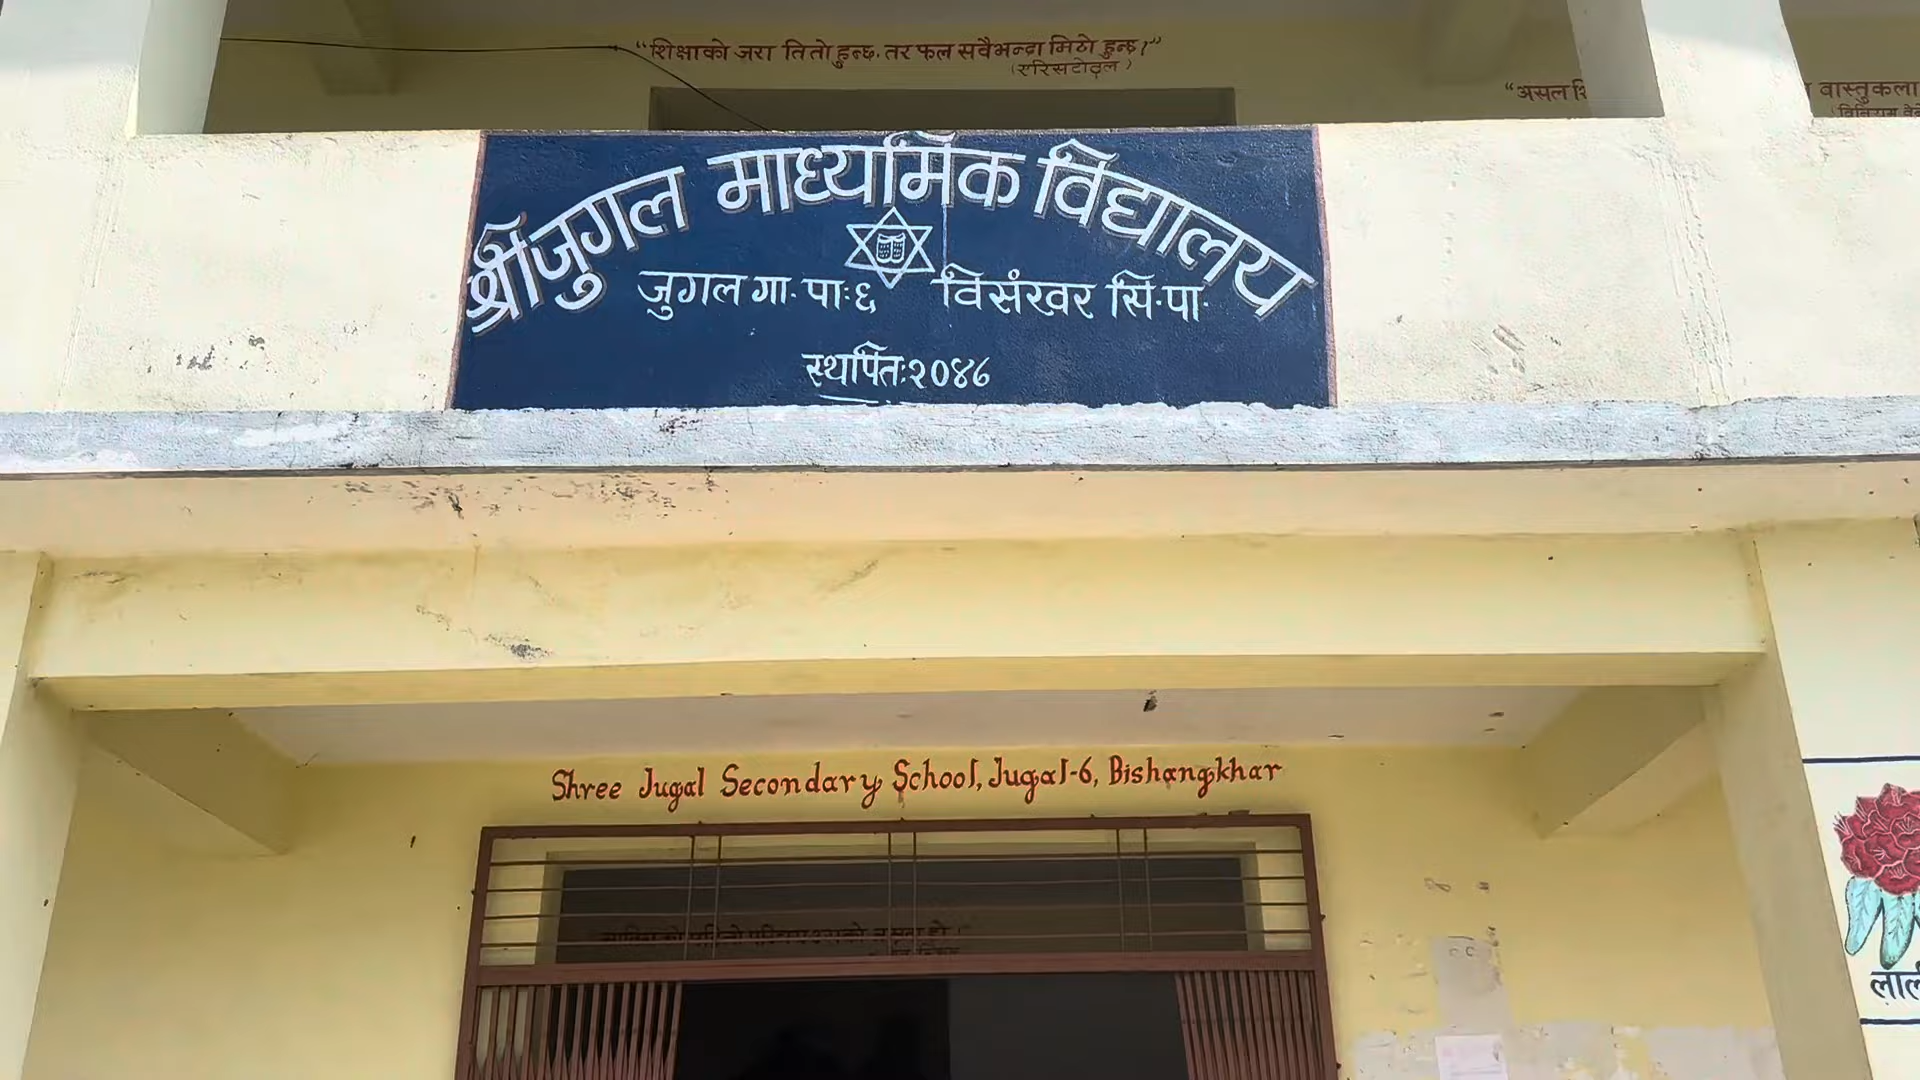 “शिक्षाको जरा तितो हुन्छ. तर फल सबैभन्दा मिठो हुन्छ।”
(एरिसटोट्ल)
“असल
वास्तुकला
श्री जुगल माध्यमिक विद्यालय
जुगल गा. पा.: ६ विसंखर सि.पा.
स्थापित: २०४८
Shree Jugal Secondary School, Jugal-6, Bishangkhar